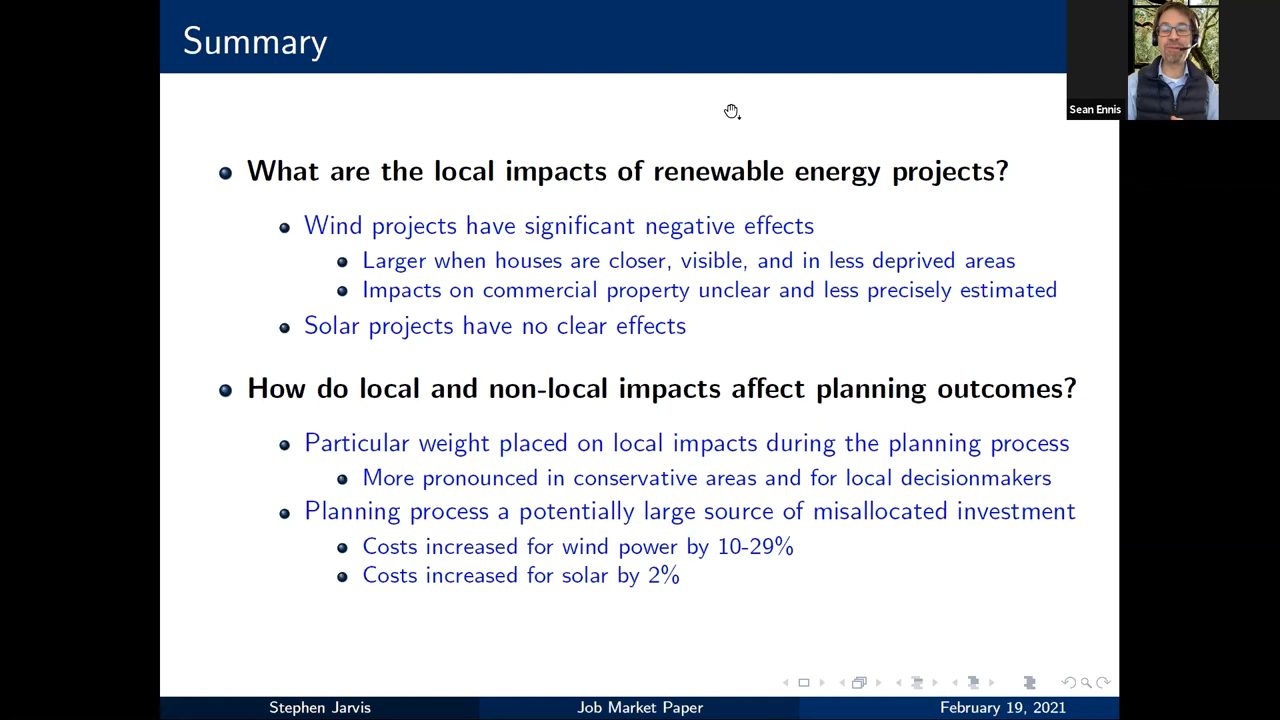 Summary
Sean Ennis
What are the local impacts of renewable energy projects?
Wind projects have significant negative effects
Larger when houses are closer, visible, and in less deprived areas
Impacts on commercial property unclear and less precisely estimated
Solar projects have no clear effects
How do local and non-local impacts affect planning outcomes?
Particular weight placed on local impacts during the planning process
More pronounced in conservative areas and for local decisionmakers
Planning process a potentially large source of misallocated investment
Costs increased for wind power by 10-29%
Costs increased for solar by 2%
Stephen Jarvis Job Market Paper February 19, 2021